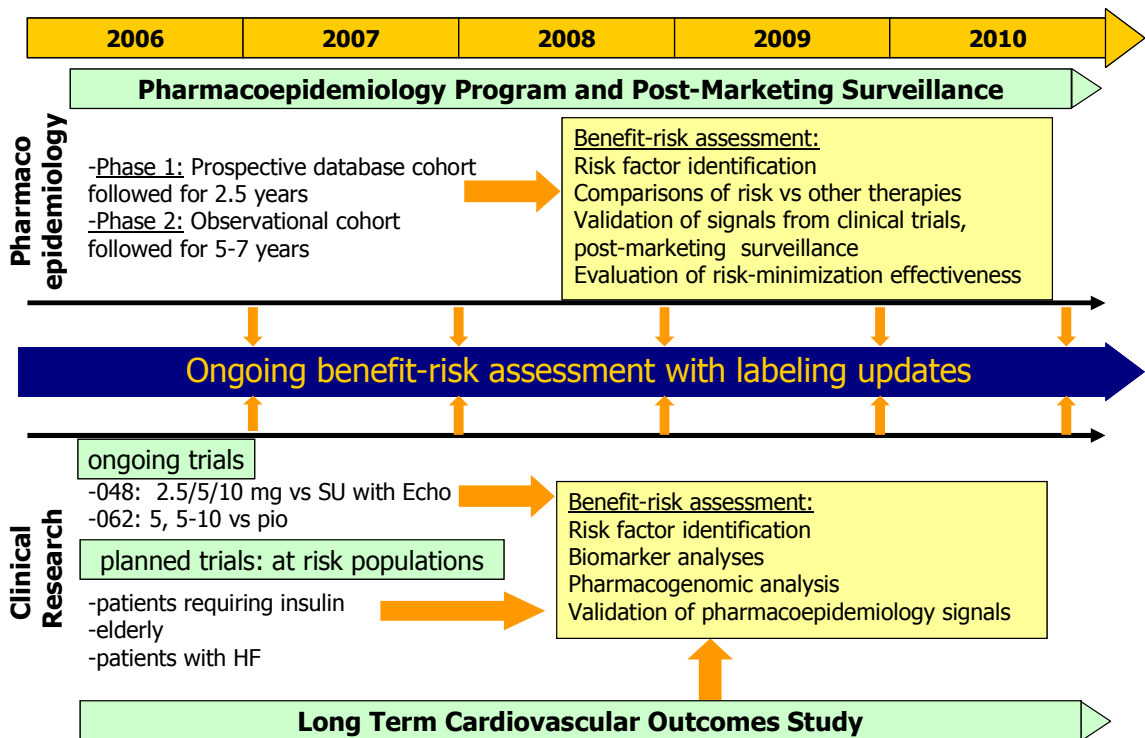 2006 2007 2008 2009 2010
Pharmacoepidemiology Program and Post-Marketing Surveillance
Pharmaco
epidemiology
-Phase 1: Prospective database cohort
followed for 2.5 years
-Phase 2: Observational cohort
followed for 5-7 years
Benefit-risk assessment:
Risk factor identification
Comparisons of risk vs other therapies
Validation of signals from clinical trials,
post-marketing surveillance
Evaluation of risk-minimization effectiveness
Ongoing benefit-risk assessment with labeling updates
Clinical
Research
ongoing trials
-048: 2.5/5/10 mg vs SU with Echo
-062: 5, 5-10 vs pio
planned trials: at risk populations
-patients requiring insulin
-elderly
-patients with HF
Benefit-risk assessment:
Risk factor identification
Biomarker analyses
Pharmacogenomic analysis
Validation of pharmacoepidemiology signals
Long Term Cardiovascular Outcomes Study